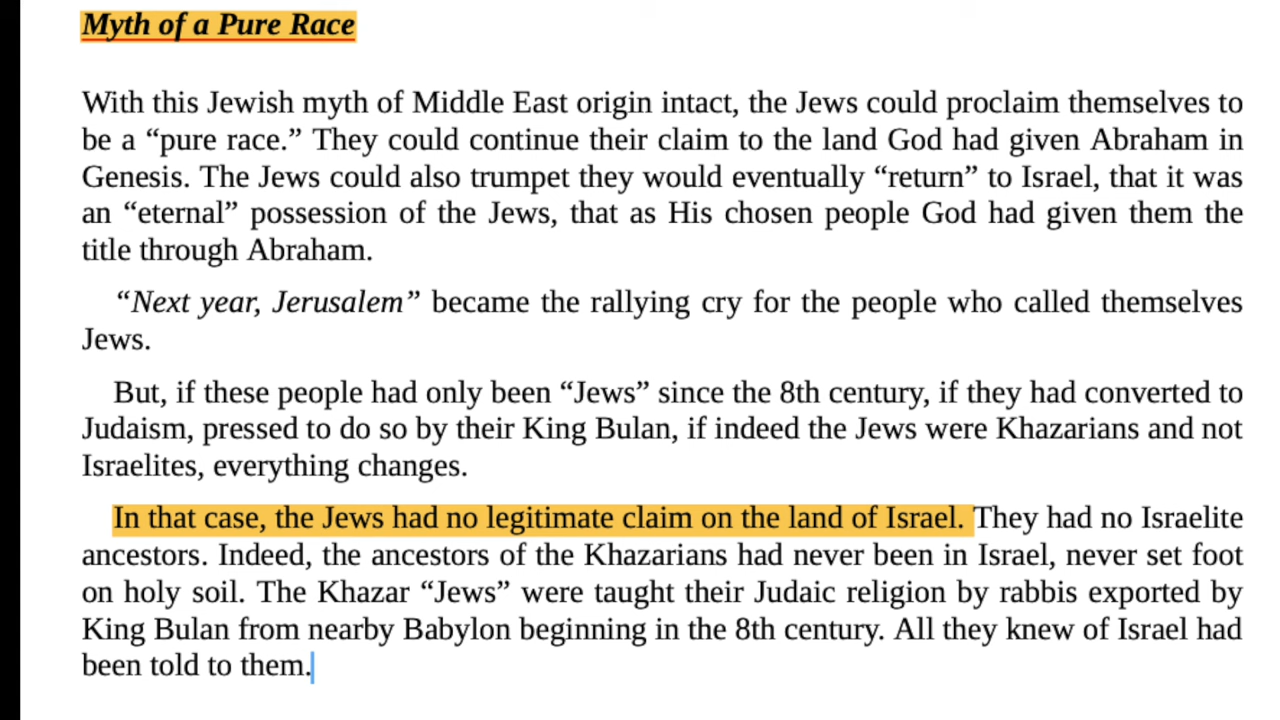 Myth of a Pure Race
With this Jewish myth of Middle East origin intact, the Jews could proclaim themselves to
be a “pure race.” They could continue their claim to the land God had given Abraham in
Genesis. The Jews could also trumpet they would eventually “return” to Israel, that it was
an “eternal” possession of the Jews, that as His chosen people God had given them the
title through Abraham.
“Next year, Jerusalem” became the rallying cry for the people who called themselves
Jews.
But, if these people had only been “Jews” since the 8th century, if they had converted to
Judaism, pressed to do so by their King Bulan, if indeed the Jews were Khazarians and not
Israelites, everything changes.
In that case, the Jews had no legitimate claim on the land of Israel. They had no Israelite
ancestors. Indeed, the ancestors of the Khazarians had never been in Israel, never set foot
on holy soil. The Khazar “Jews” were taught their Judaic religion by rabbis exported by
King Bulan from nearby Babylon beginning in the 8th century. All they knew of Israel had
been told to them.